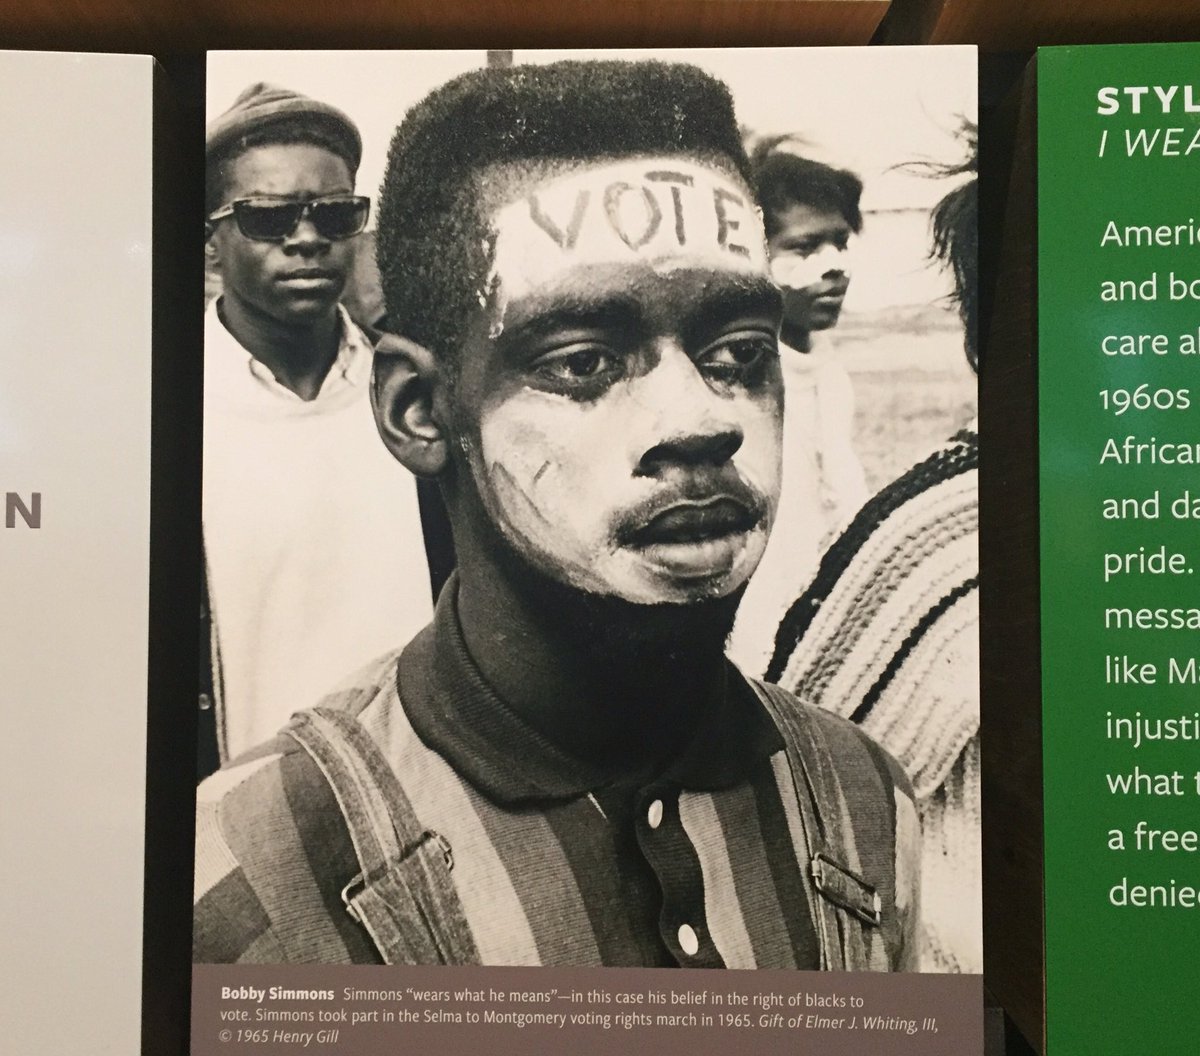 N
VOTE
Bobby Simmons Simmons “wears what he means”—in this case his belief in the right of blacks to
vote. Simmons took part in the Selma to Montgomery voting rights march in 1965. Gift of Elmer J. Whiting, III,
© 1965 Henry Gill
STYL
I WEA
Americ
and bo
care al
1960s
African
and da
pride.
messa
like Ma
injusti
what t
a free
denied